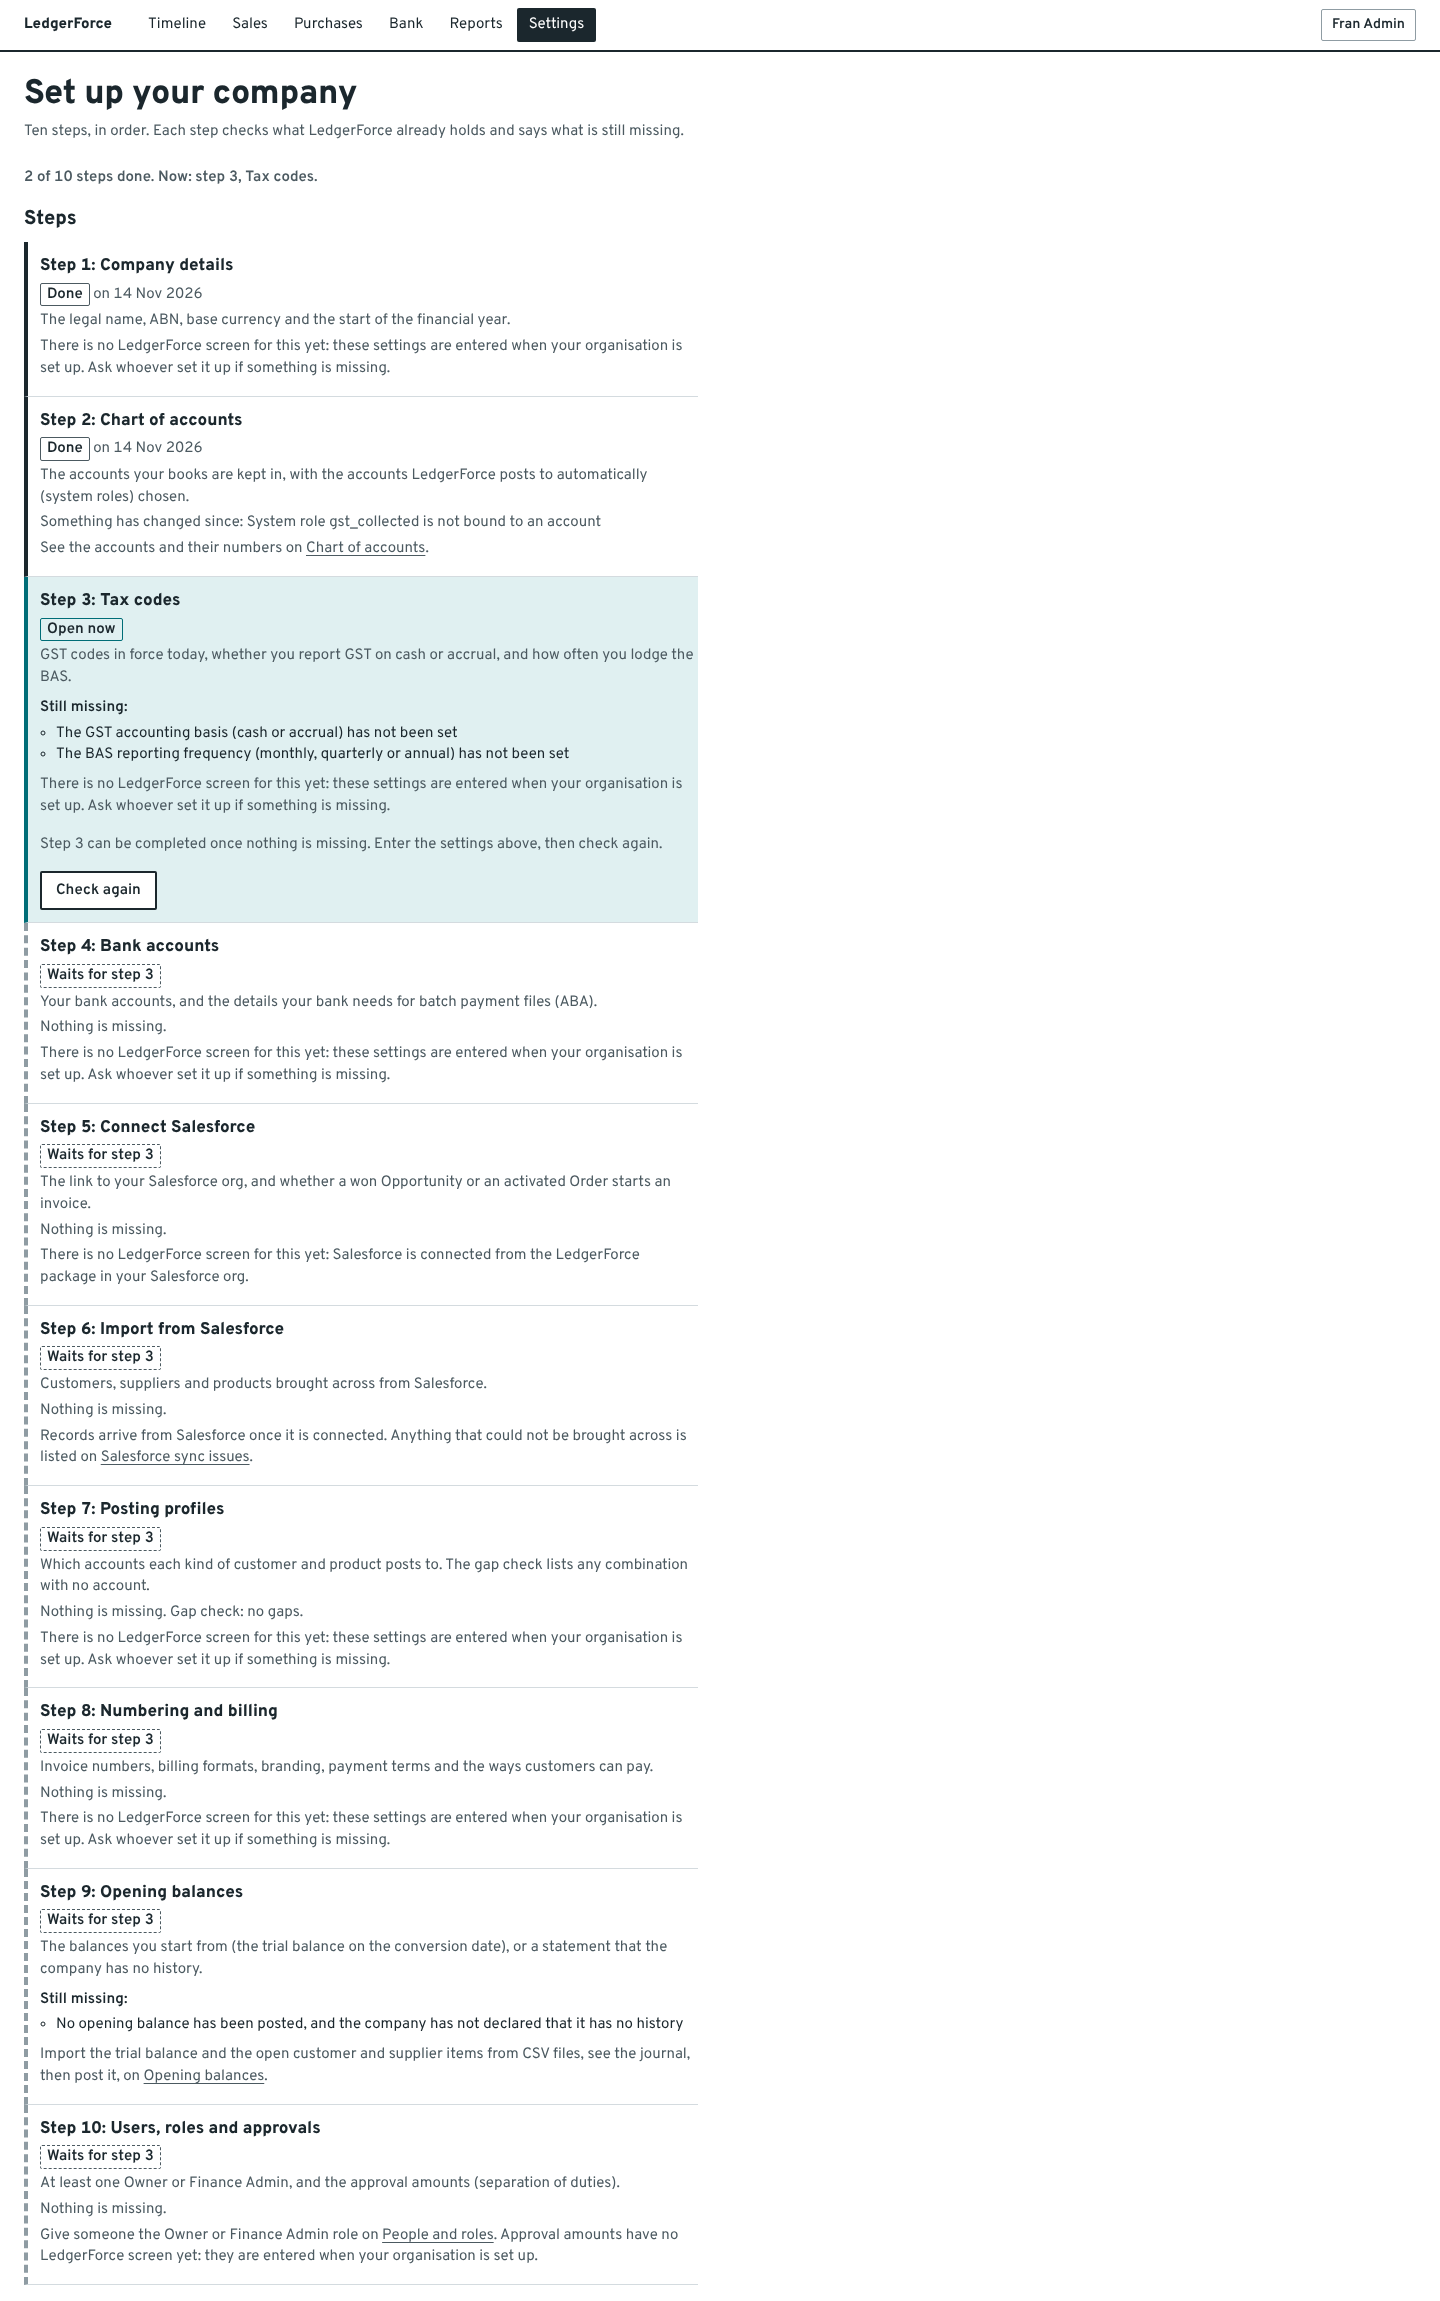 LedgerForce Timeline Sales Purchases Bank Reports Settings Fran Admin
Set up your company
Ten steps, in order. Each step checks what LedgerForce already holds and says what is still missing.
2 of 10 steps done. Now: step 3, Tax codes.
Steps
Step 1: Company details
Done on 14 Nov 2026
The legal name, ABN, base currency and the start of the financial year.
There is no LedgerForce screen for this yet: these settings are entered when your organisation is
set up. Ask whoever set it up if something is missing.
Step 2: Chart of accounts
Done on 14 Nov 2026
The accounts your books are kept in, with the accounts LedgerForce posts to automatically
(system roles) chosen.
Something has changed since: System role gst_collected is not bound to an account
See the accounts and their numbers on Chart of accounts.
Step 3: Tax codes
Open now
GST codes in force today, whether you report GST on cash or accrual, and how often you lodge the
BAS.
Still missing:
The GST accounting basis (cash or accrual) has not been set
The BAS reporting frequency (monthly, quarterly or annual) has not been set
There is no LedgerForce screen for this yet: these settings are entered when your organisation is
set up. Ask whoever set it up if something is missing.
Step 3 can be completed once nothing is missing. Enter the settings above, then check again.
Check again
Step 4: Bank accounts
Waits for step 3
Your bank accounts, and the details your bank needs for batch payment files (ABA).
Nothing is missing.
There is no LedgerForce screen for this yet: these settings are entered when your organisation is
set up. Ask whoever set it up if something is missing.
Step 5: Connect Salesforce
Waits for step 3
The link to your Salesforce org, and whether a won Opportunity or an activated Order starts an
invoice.
Nothing is missing.
There is no LedgerForce screen for this yet: Salesforce is connected from the LedgerForce
package in your Salesforce org.
Step 6: Import from Salesforce
Waits for step 3
Customers, suppliers and products brought across from Salesforce.
Nothing is missing.
Records arrive from Salesforce once it is connected. Anything that could not be brought across is
listed on Salesforce sync issues.
Step 7: Posting profiles
Waits for step 3
Which accounts each kind of customer and product posts to. The gap check lists any combination
with no account.
Nothing is missing. Gap check: no gaps.
There is no LedgerForce screen for this yet: these settings are entered when your organisation is
set up. Ask whoever set it up if something is missing.
Step 8: Numbering and billing
Waits for step 3
Invoice numbers, billing formats, branding, payment terms and the ways customers can pay.
Nothing is missing.
There is no LedgerForce screen for this yet: these settings are entered when your organisation is
set up. Ask whoever set it up if something is missing.
Step 9: Opening balances
Waits for step 3
The balances you start from (the trial balance on the conversion date), or a statement that the
company has no history.
Still missing:
No opening balance has been posted, and the company has not declared that it has no history
Import the trial balance and the open customer and supplier items from CSV files, see the journal,
then post it, on Opening balances.
Step 10: Users, roles and approvals
Waits for step 3
At least one Owner or Finance Admin, and the approval amounts (separation of duties).
Nothing is missing.
Give someone the Owner or Finance Admin role on People and roles. Approval amounts have no
LedgerForce screen yet: they are entered when your organisation is set up.